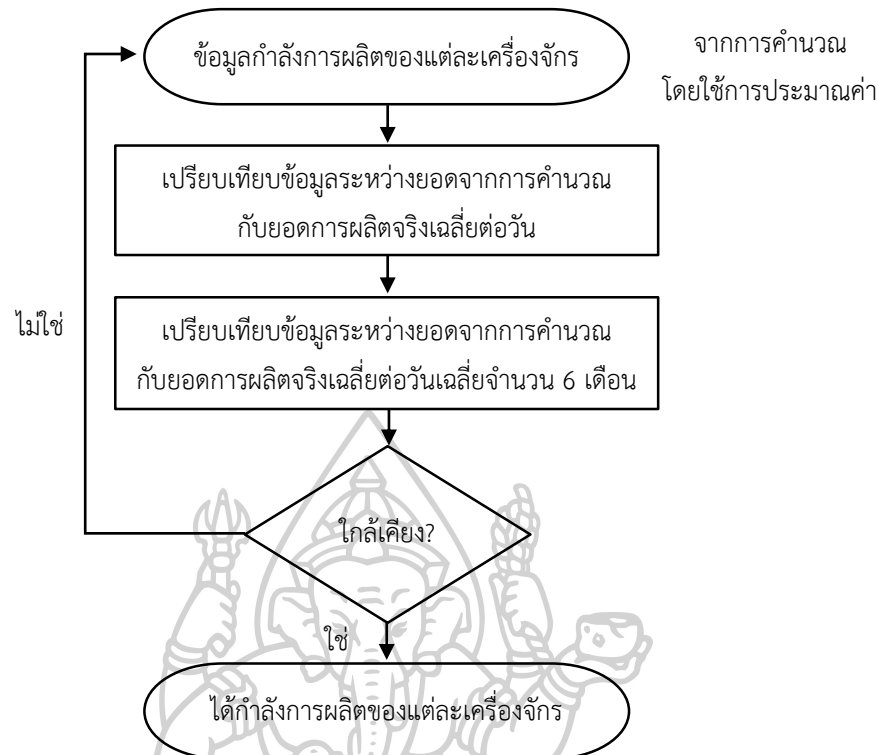 ข้อมูลกำลังการผลิตของแต่ละเครื่องจักร
จากการคำนวณ
โดยใช้การประมาณค่า
เปรียบเทียบข้อมูลระหว่างยอดจากการคำนวณ
กับยอดการผลิตจริงเฉลี่ยต่อวัน
เปรียบเทียบข้อมูลระหว่างยอดจากการคำนวณ
กับยอดการผลิตจริงเฉลี่ยต่อวันเฉลี่ยจำนวน 6 เดือน
ไม่ใช่
ใกล้เคียง?
ใช่
ได้กำลังการผลิตของแต่ละเครื่องจักร